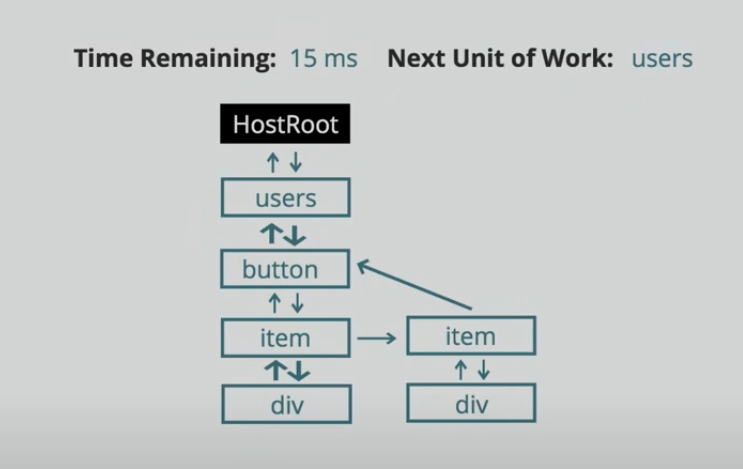 Time Remaining: 15 ms Next Unit of Work: users
HostRoot
users
button
item item
div div